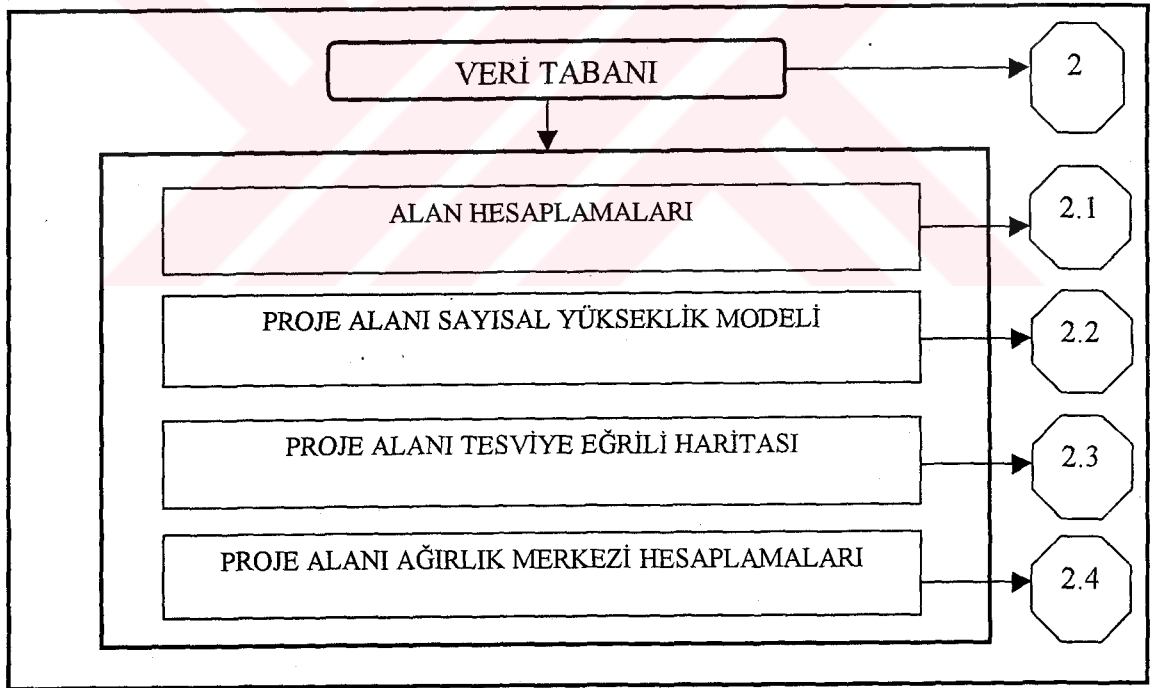 VERİ TABANI
2
ALAN HESAPLAMALARI
2.1
PROJE ALANI SAYISAL YÜKSEKLİK MODELİ
2.2
PROJE ALANI TESVİYE EĞRİLİ HARİTASI
2.3
PROJE ALANI AĞIRLIK MERKEZİ HESAPLAMALARI
2.4